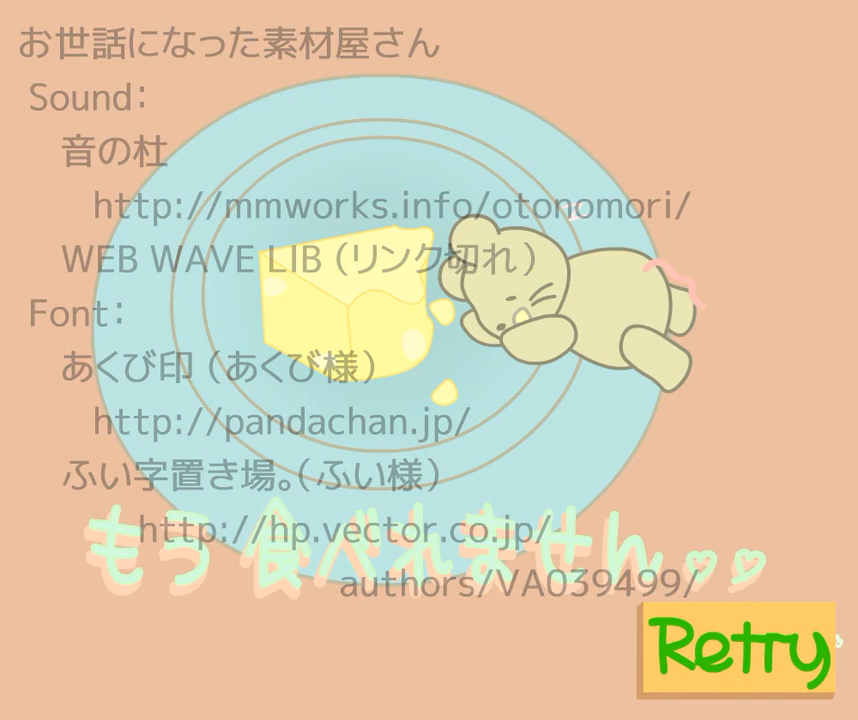 お世話になった素材屋さん
Sound:
音の杜
http://mmworks.info/otonomori/
WEB WAVE LIB (リンク切れ)
Font:
あくび印 (あくび様)
http://pandachan.jp/
ふい字置き場。(ふい様)
http://hp.vector.co.jp/
authors/VA039499/
もう食べれません♡♡
Retry